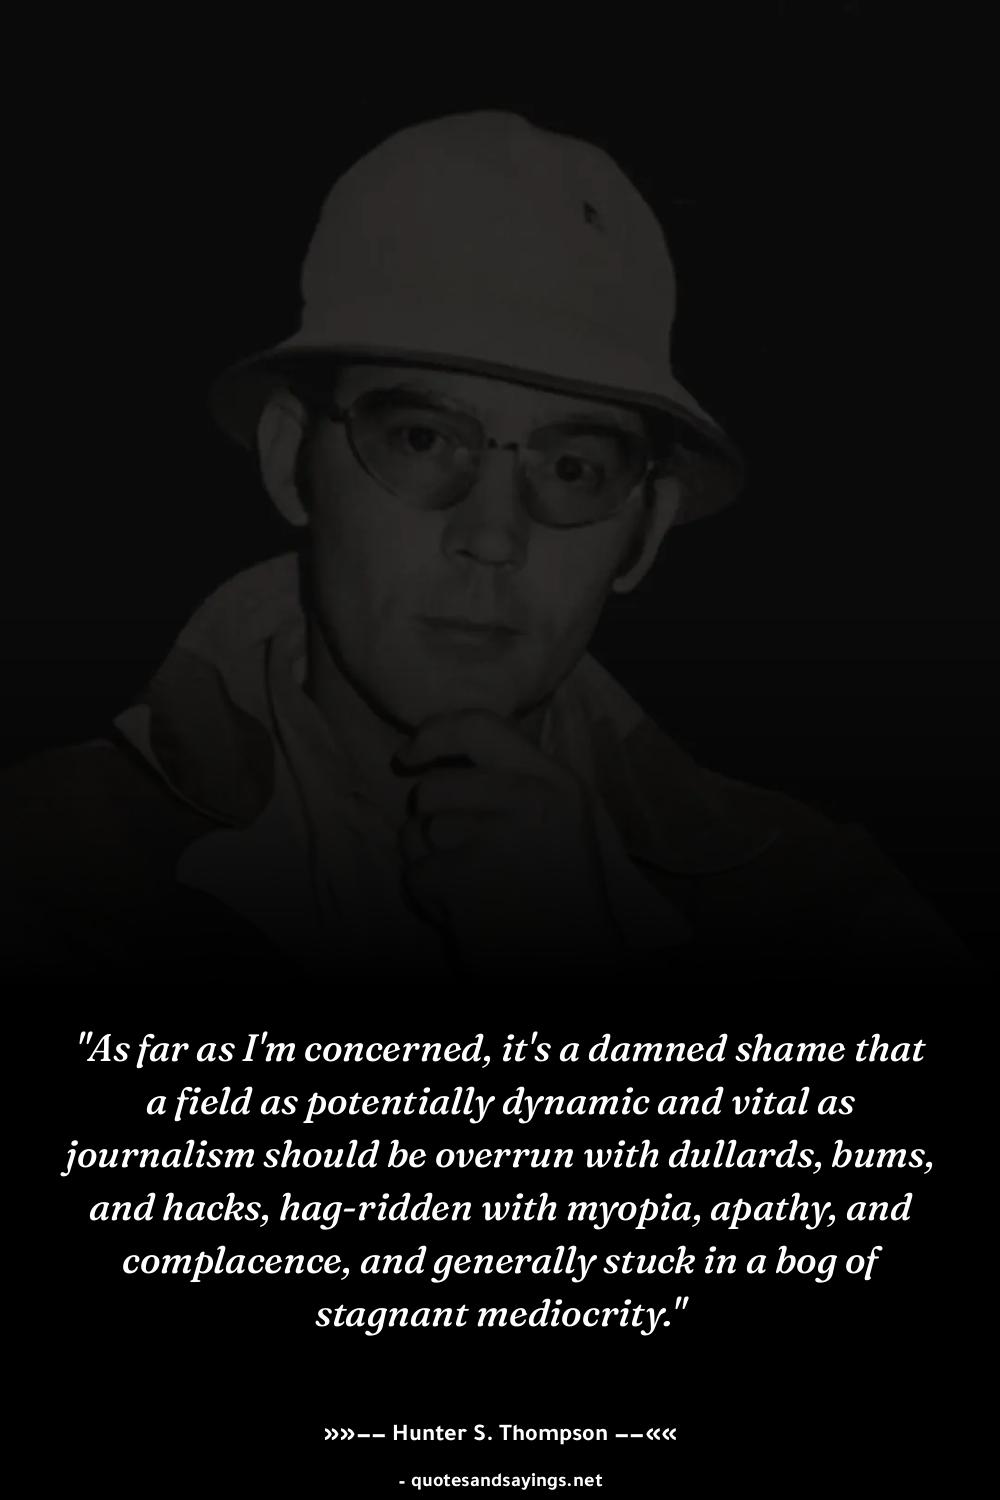 "As far as I'm concerned, it's a damned shame that
a field as potentially dynamic and vital as
journalism should be overrun with dullards, bums,
and hacks, hag-ridden with myopia, apathy, and
complacence, and generally stuck in a bog of
stagnant mediocrity."
»»–– Hunter S. Thompson ––««
- quotesandsayings.net